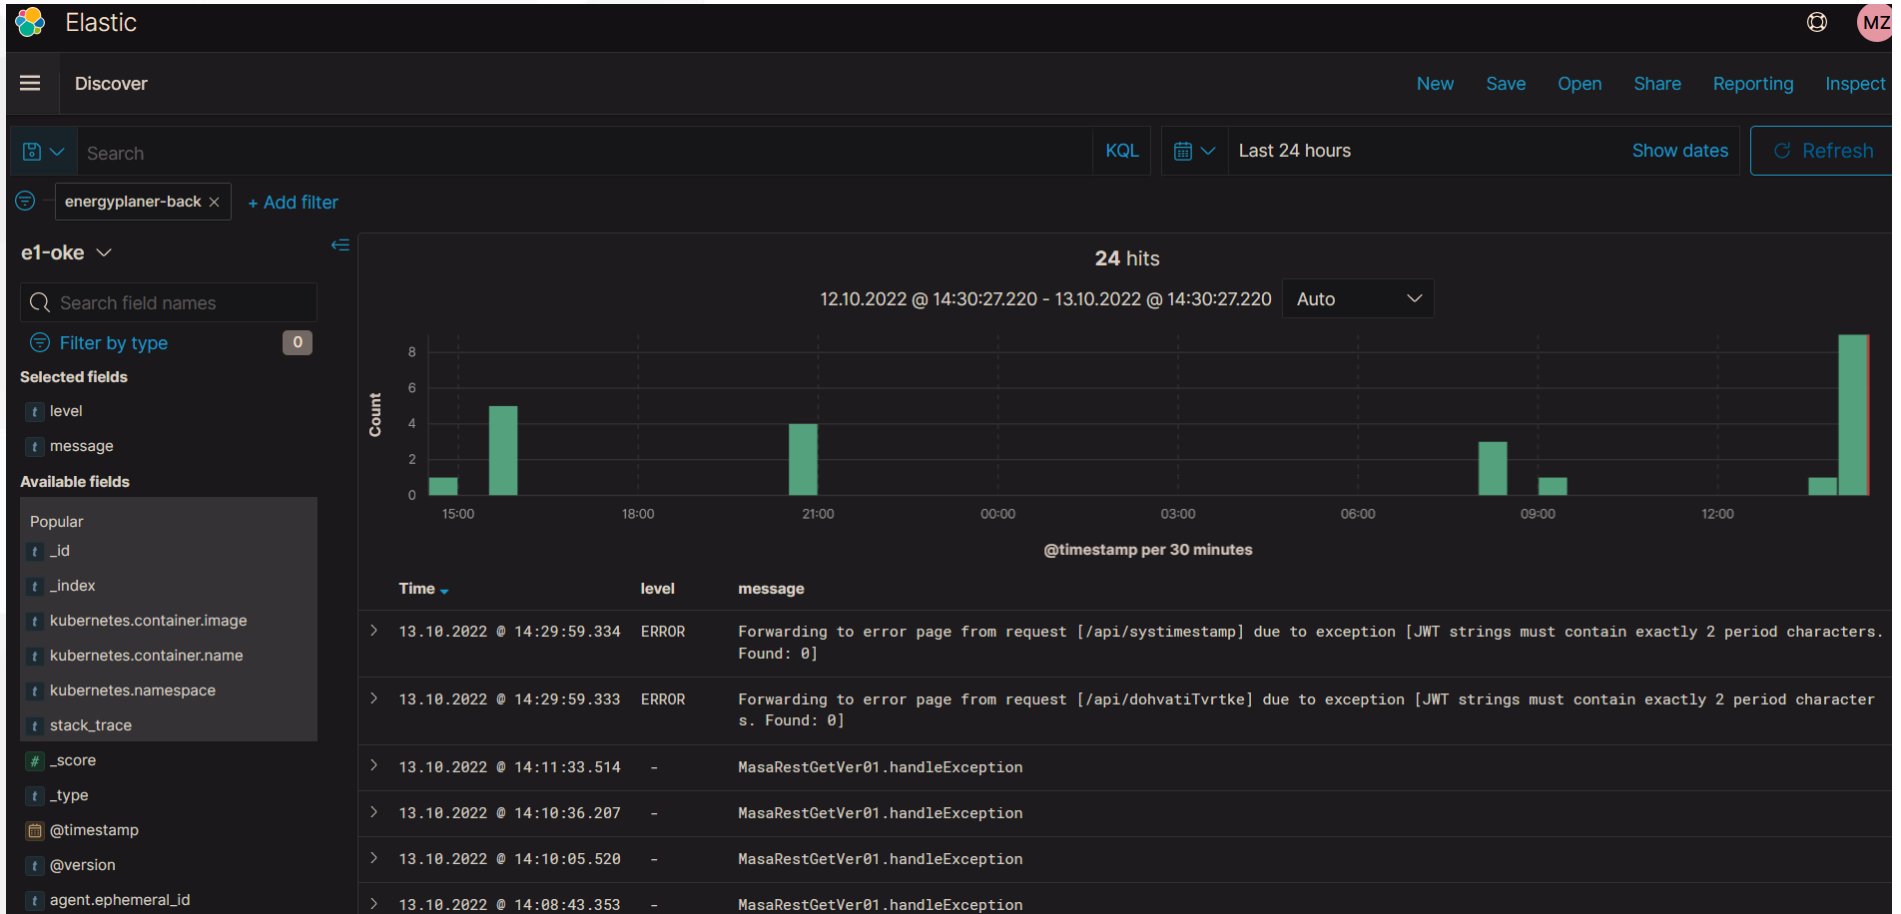 Elastic
MZ
Discover
New Save Open Share Reporting Inspect
Search
KQL
Last 24 hours
Show dates
Refresh
energyplaner-back ×
+ Add filter
e1-oke
Search field names
Filter by type 0
Selected fields
t level
t message
Available fields
Popular
t _id
t _index
t kubernetes.container.image
t kubernetes.container.name
t kubernetes.namespace
t stack_trace
# _score
t _type
@timestamp
t @version
t agent.ephemeral_id
24 hits
12.10.2022 @ 14:30:27.220 - 13.10.2022 @ 14:30:27.220 Auto
Count
8
6
4
2
0
15:00 18:00 21:00 00:00 03:00 06:00 09:00 12:00
@timestamp per 30 minutes
Time level message
13.10.2022 @ 14:29:59.334 ERROR Forwarding to error page from request [/api/systimestamp] due to exception [JWT strings must contain exactly 2 period characters.
Found: 0]
13.10.2022 @ 14:29:59.333 ERROR Forwarding to error page from request [/api/dohvatiTvrtke] due to exception [JWT strings must contain exactly 2 period character
s. Found: 0]
13.10.2022 @ 14:11:33.514 - MasaRestGetVer01.handleException
13.10.2022 @ 14:10:36.207 - MasaRestGetVer01.handleException
13.10.2022 @ 14:10:05.520 - MasaRestGetVer01.handleException
13.10.2022 @ 14:08:43.353 - MasaRestGetVer01.handleException